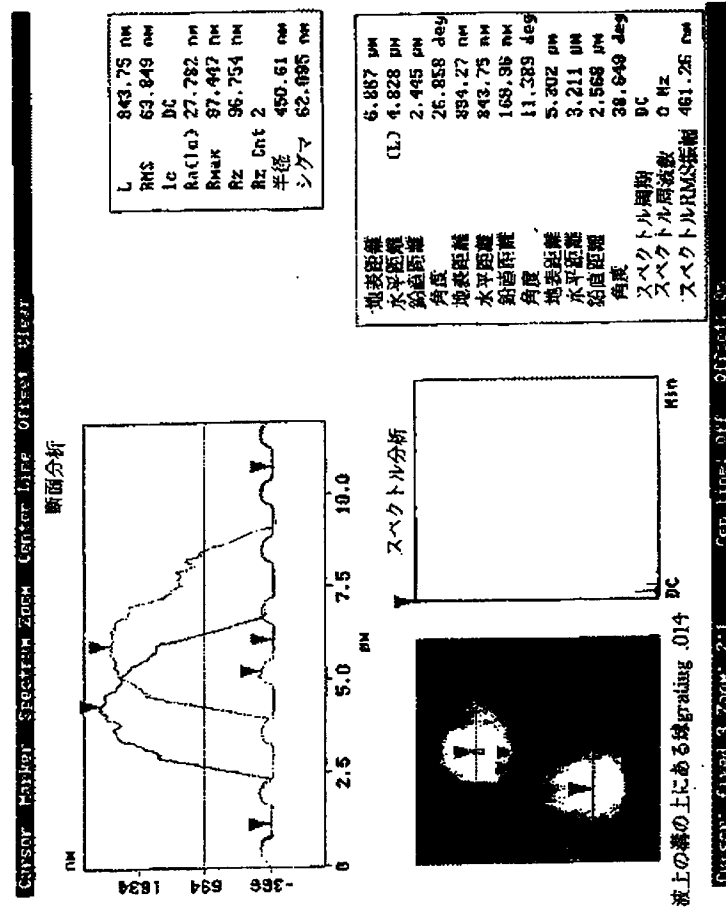 Cursor Marker Spectrum Zoom Center Line Offset Clear
断面分析
nm
1634
694
-366
0
2.5
5.0
7.5
10.0
μM
L 843.75 nm
RMS 63.849 nm
lc DC
Ra(lc) 27.782 nm
Rmax 97.447 nm
Rz 96.754 nm
Rz Cnt 2
半径 450.61 nm
シグマ 62.095 nm
スペクトル分析
DC
Min
地表距離 6.867 μM
水平距離 (L) 4.828 μM
鉛直距離 2.445 μM
角度 26.858 deg
地表距離 894.27 nm
水平距離 843.75 nm
鉛直距離 168.96 nm
角度 11.389 deg
地表距離 5.302 μM
水平距離 3.211 μM
鉛直距離 2.568 μM
角度 38.649 deg
スペクトル周期 DC
スペクトル周波数 0 Hz
スペクトルRMS振幅 461.26 nm
波上の溝の上にある球grating .014